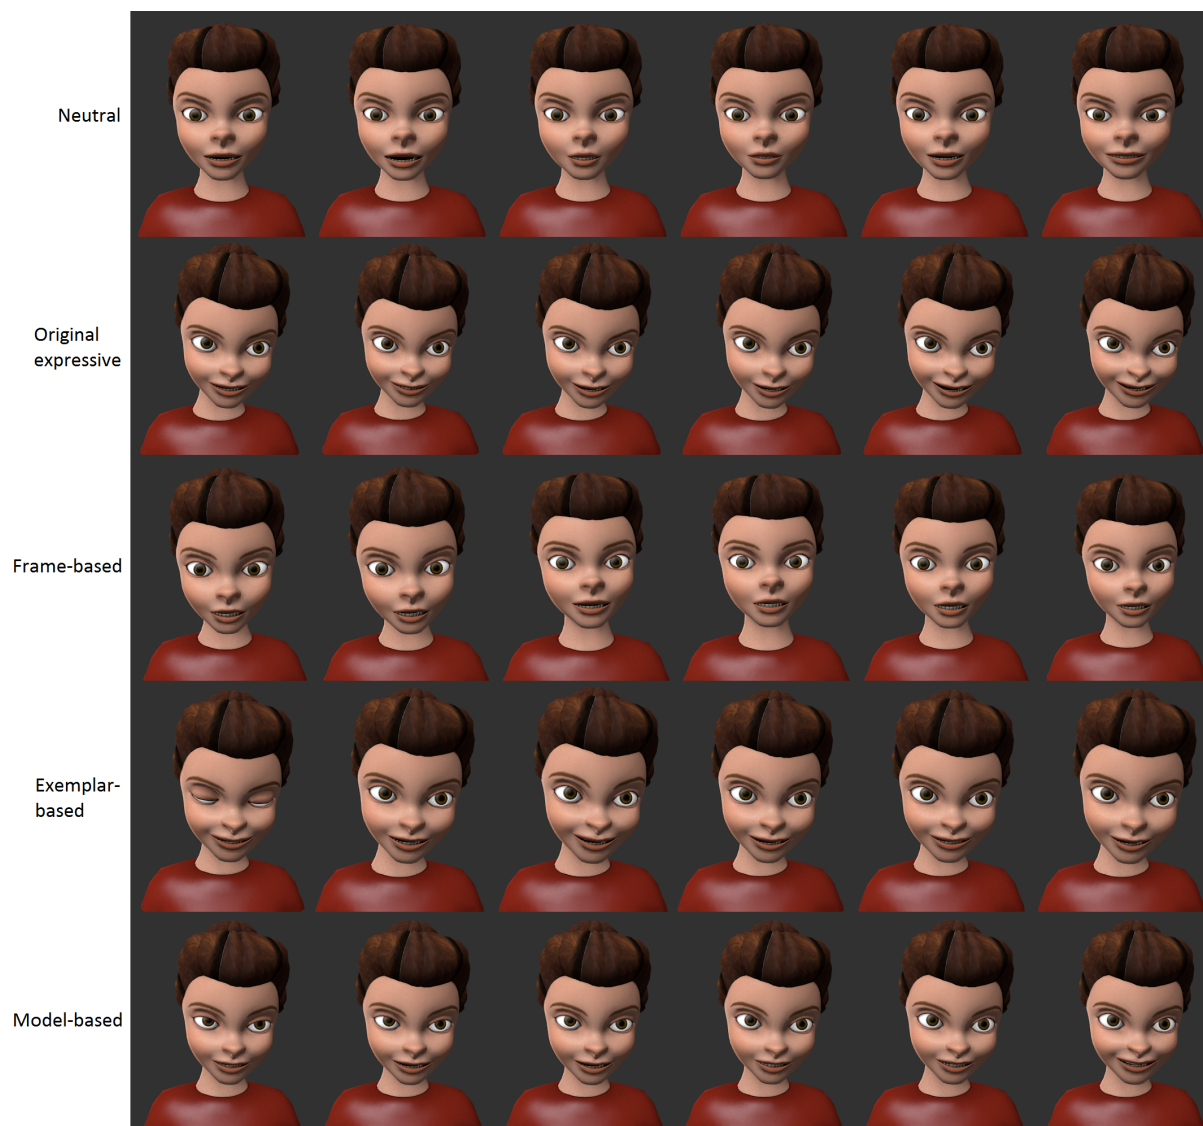 Neutral
Original
expressive
Frame-based
Exemplar-
based
Model-based